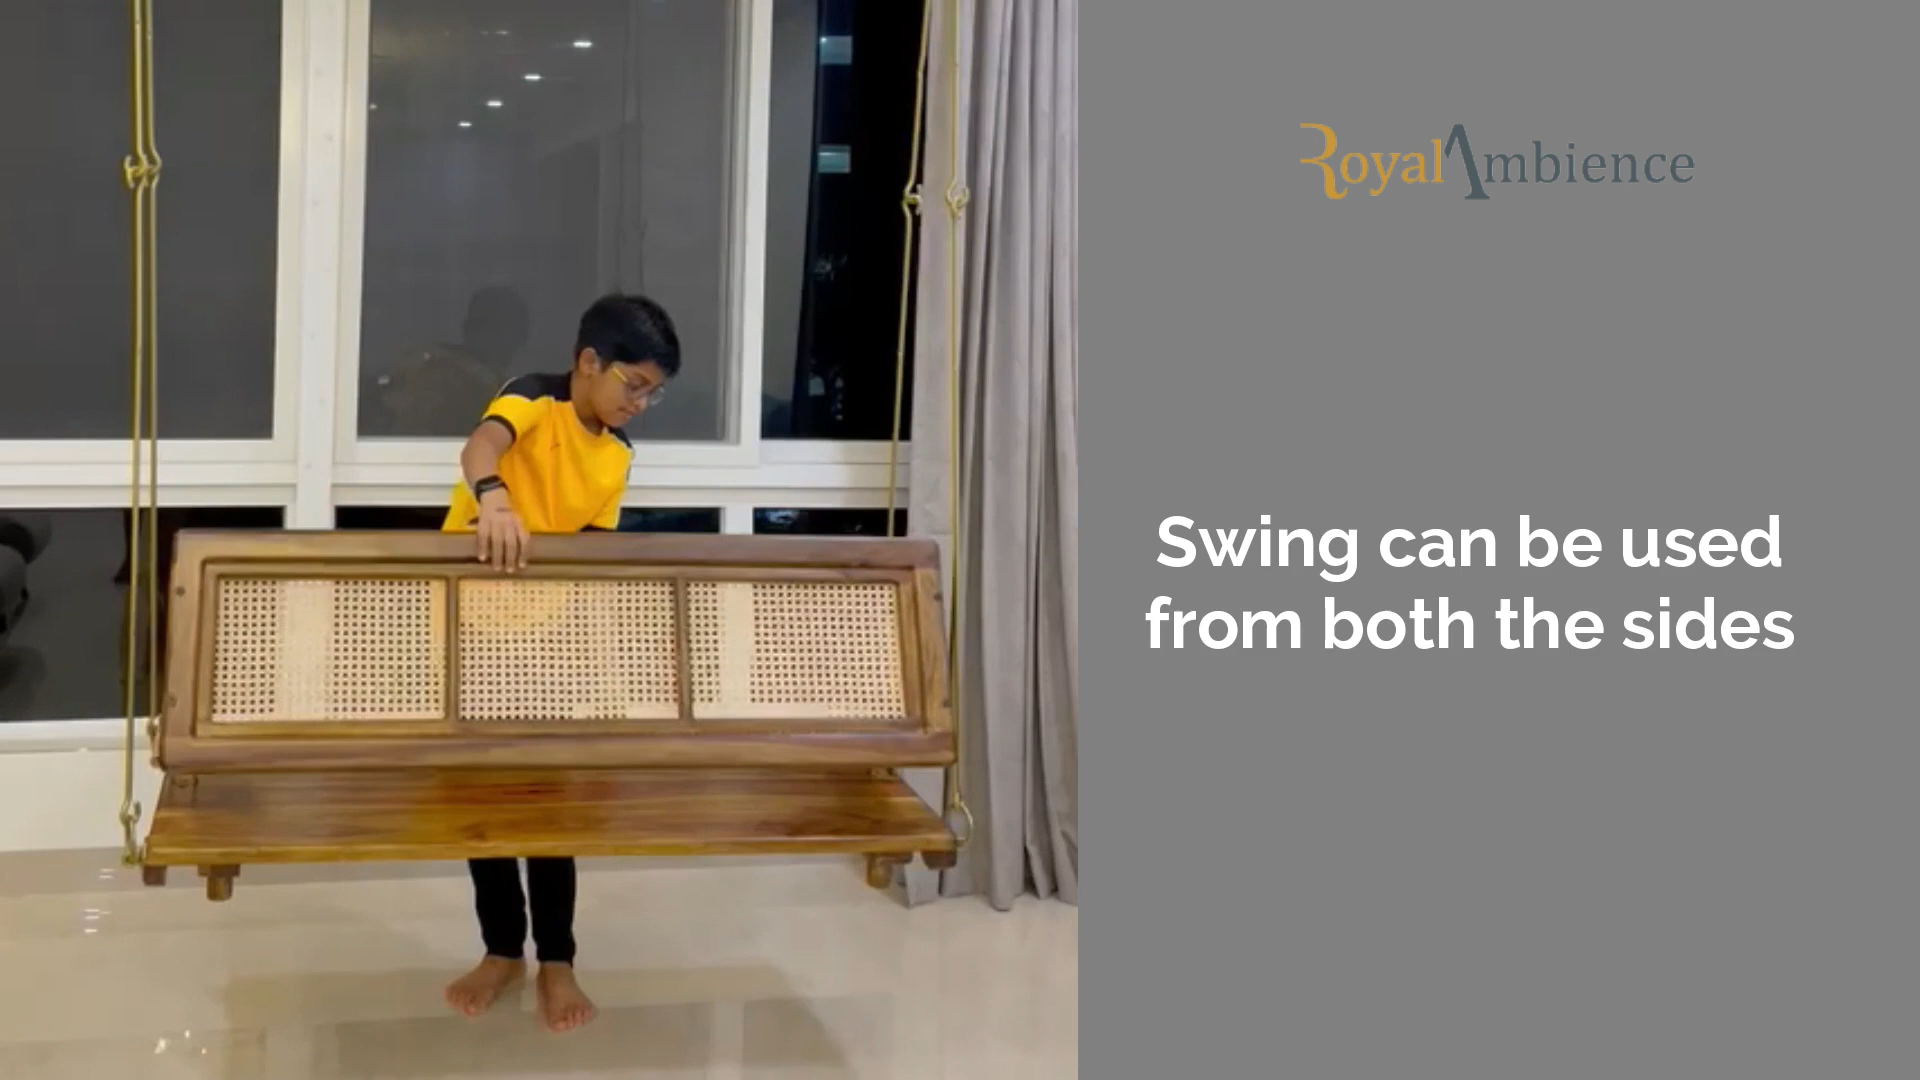 RoyalAmbience
Swing can be used
from both the sides